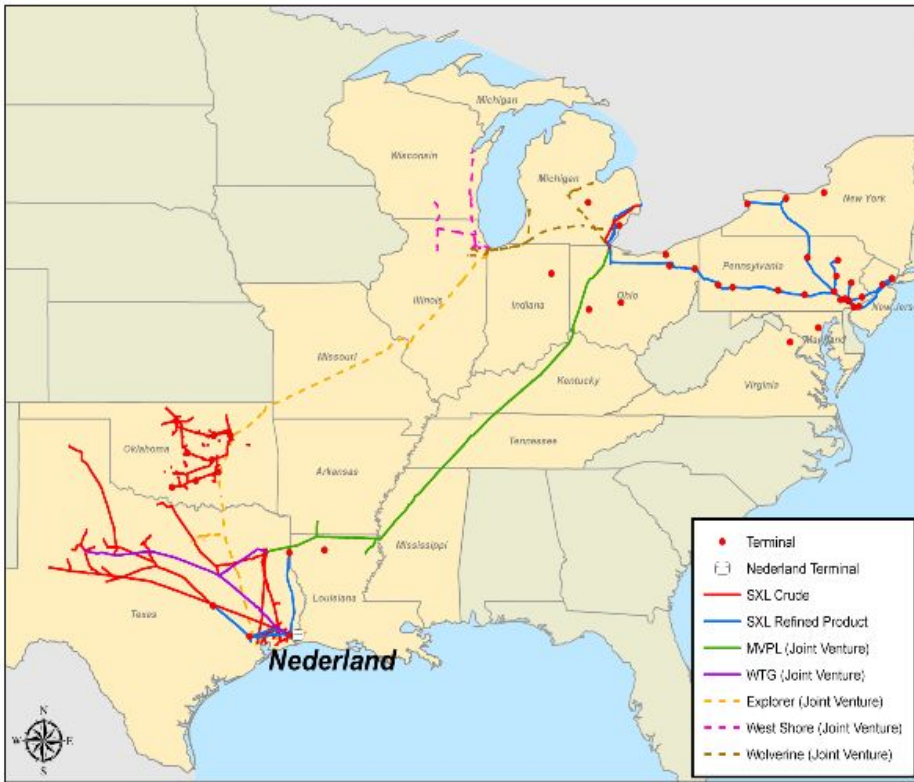 Michigan
Wisconsin
Michigan
New York
Pennsylvania
New Jers
Illinois
Indiana
Ohio
Maryland
Missouri
Kentucky
Virginia
Oklahoma
Arkansas
Tennessee
Mississippi
Texas
Louisiana
Nederland
N
W E
S
Terminal
Nederland Terminal
SXL Crude
SXL Refined Product
MVPL (Joint Venture)
WTG (Joint Venture)
Explorer (Joint Venture)
West Shore (Joint Venture)
Wolverine (Joint Venture)